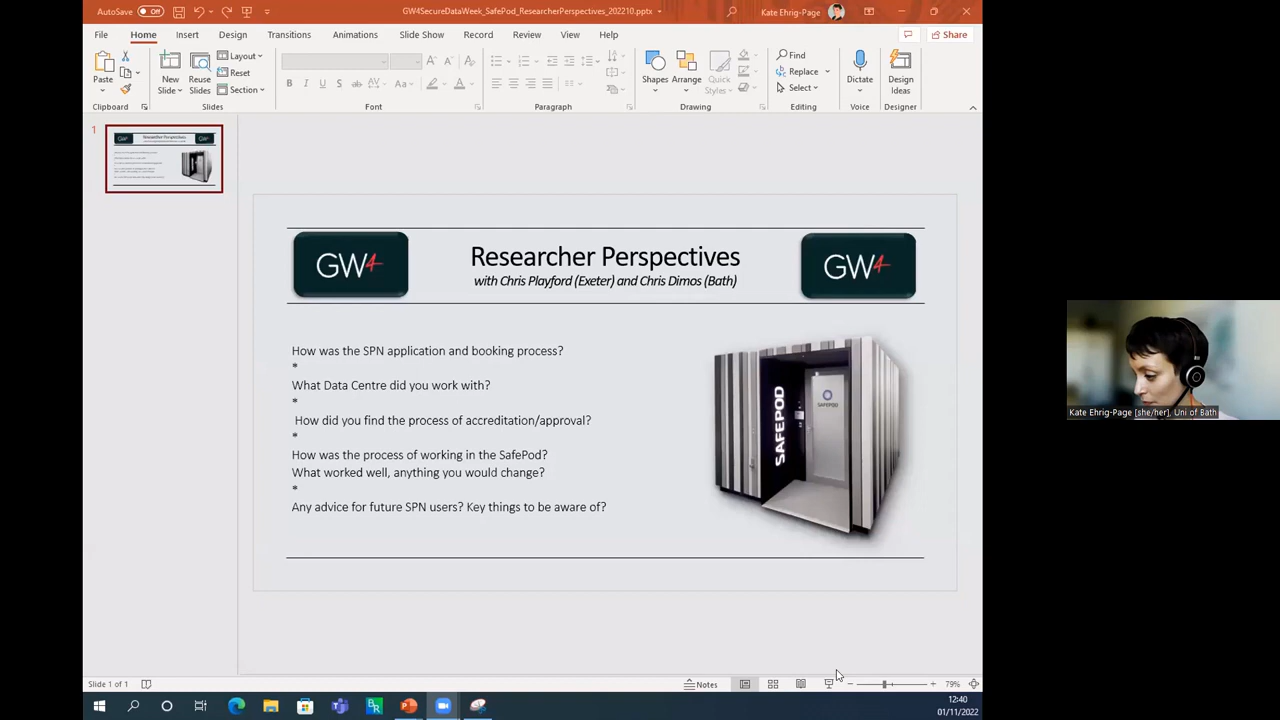 AutoSave Off
GW4SecureDataWeek_SafePod_ResearcherPerspectives_202210.pptx
Kate Ehrig-Page
File Home Insert Design Transitions Animations Slide Show Record Review View Help Share
Paste
New Slide
Reuse Slides
Layout
Reset
Section
Shapes
Arrange
Quick Styles
Find
Replace
Select
Dictate
Design Ideas
Clipboard Slides Font Paragraph Drawing Editing Voice Designer
1
GW4
Researcher Perspectives
with Chris Playford (Exeter) and Chris Dimos (Bath)
GW4
How was the SPN application and booking process?
*
What Data Centre did you work with?
*
How did you find the process of accreditation/approval?
*
How was the process of working in the SafePod?
What worked well, anything you would change?
*
Any advice for future SPN users? Key things to be aware of?
SAFEPOD
SAFEPOD
Kate Ehrig-Page [she/her], Uni of Bath
Slide 1 of 1
Notes
79%
12:40
01/11/2022